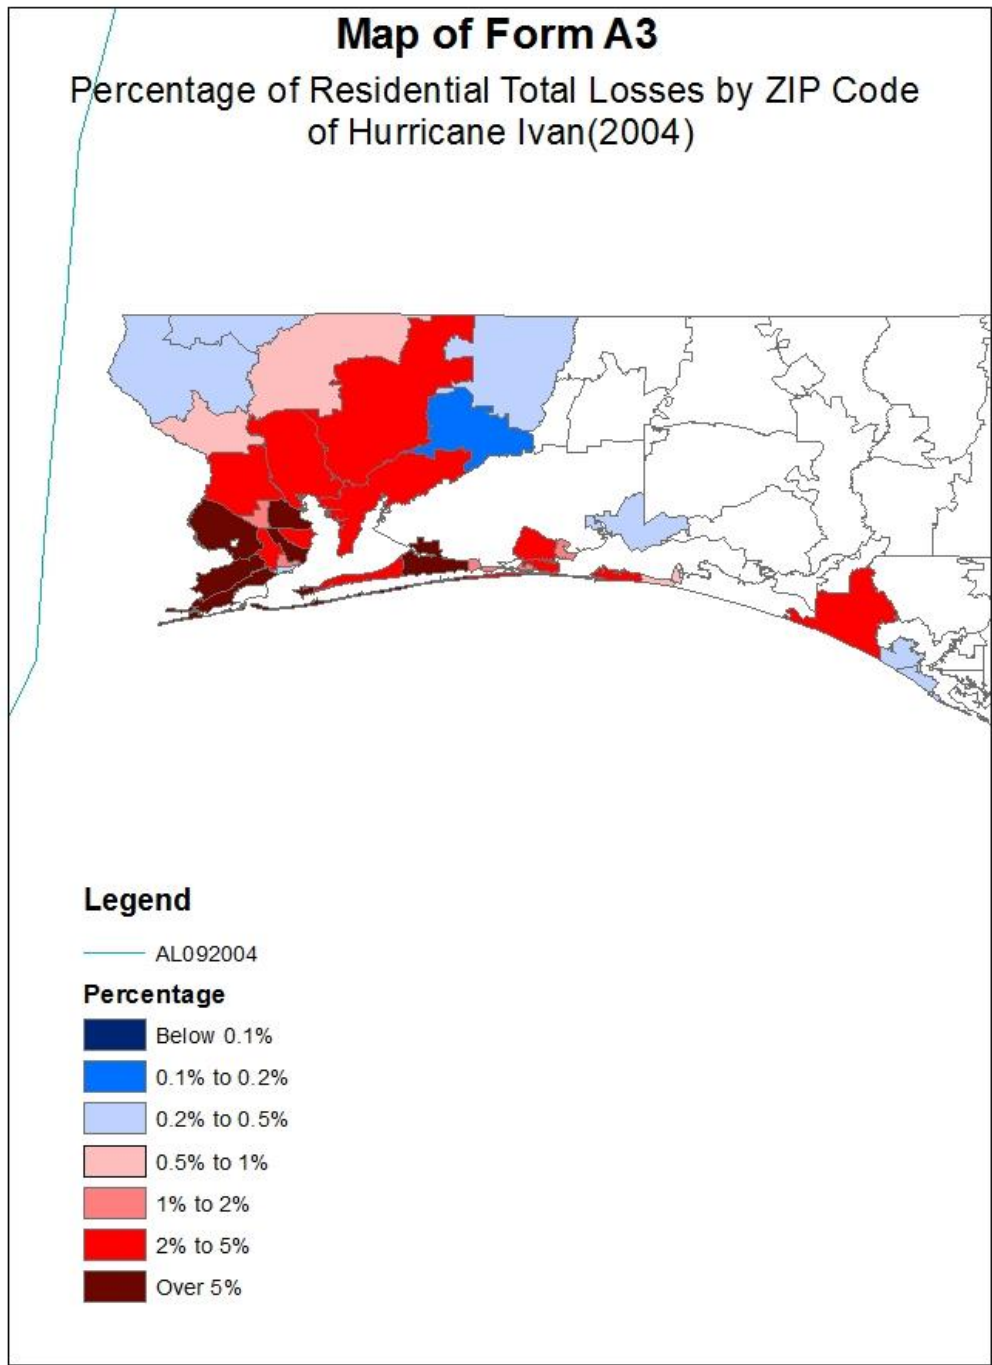 Map of Form A3
Percentage of Residential Total Losses by ZIP Code
of Hurricane Ivan(2004)
Legend
AL092004
Percentage
Below 0.1%
0.1% to 0.2%
0.2% to 0.5%
0.5% to 1%
1% to 2%
2% to 5%
Over 5%